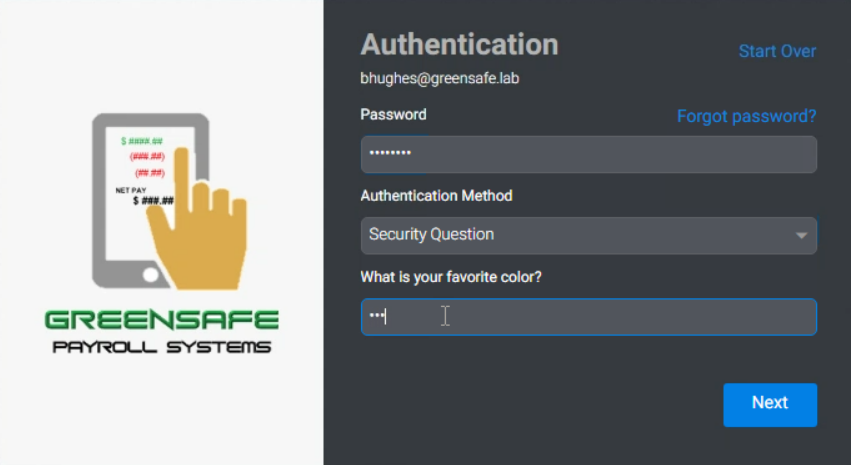 Authentication
Start Over
bhughes@greensafe.lab
Password
Forgot password?
••••••••
Authentication Method
Security Question
What is your favorite color?
•••
Next
$ ####.##
(###.##)
(##.##)
NET PAY
$ ###.##
GREENSAFE
PAYROLL SYSTEMS